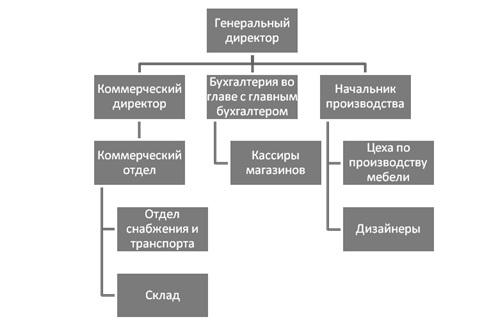 Генеральный
директор
Коммерческий
директор
Бухгалтерия во
главе с главным
бухгалтером
Начальник
производства
Коммерческий
отдел
Кассиры
магазинов
Цеха по
производству
мебели
Отдел
снабжения и
транспорта
Дизайнеры
Склад